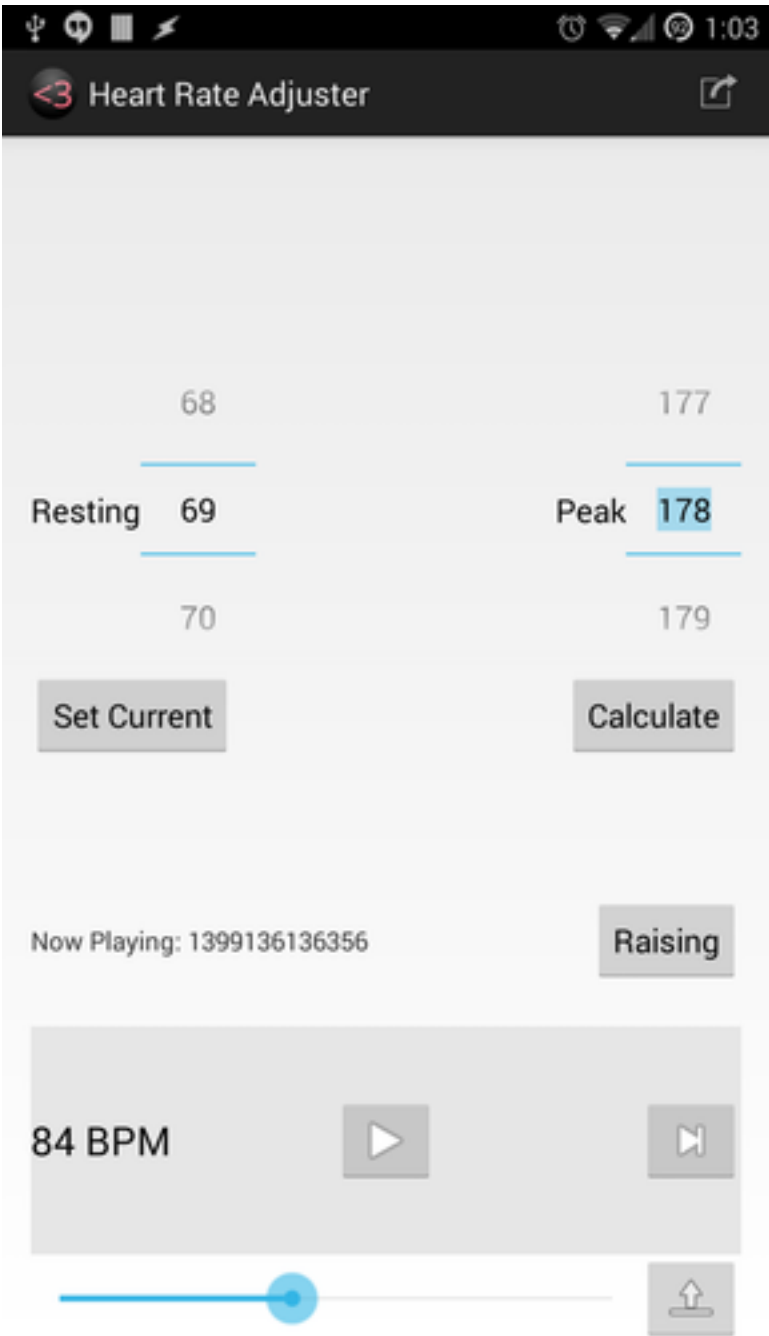 92 1:03
<3 Heart Rate Adjuster
68 177
Resting 69 Peak 178
70 179
Set Current Calculate
Now Playing: 1399136136356 Raising
84 BPM